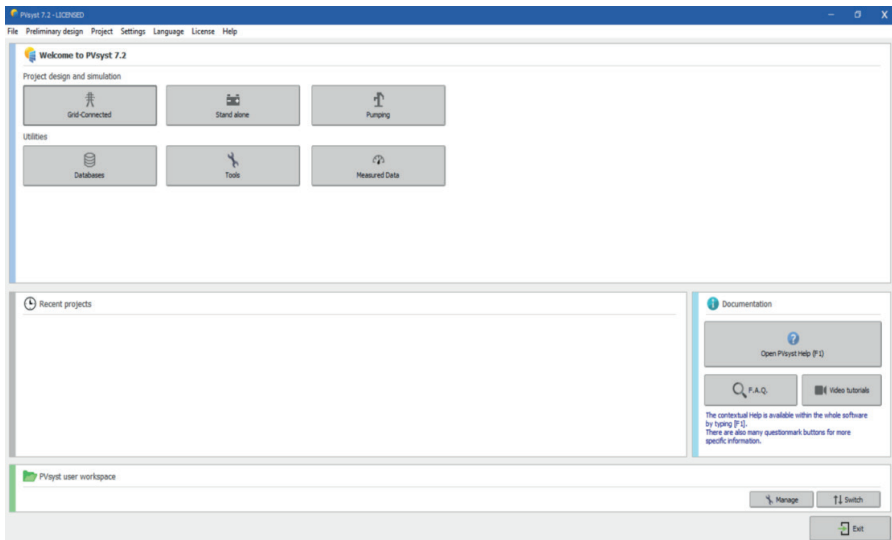 PVsyst 7.2 - LICENSED
File Preliminary design Project Settings Language License Help
Welcome to PVsyst 7.2
Project design and simulation
Grid-Connected Stand alone Pumping
Utilities
Databases Tools Measured Data
Recent projects
Documentation
Open PVsyst Help (F1)
F.A.Q. Video tutorials
The contextual Help is available within the whole software
by typing [F1].
There are also many questionmark buttons for more
specific information.
PVsyst user workspace
Manage Switch
Exit